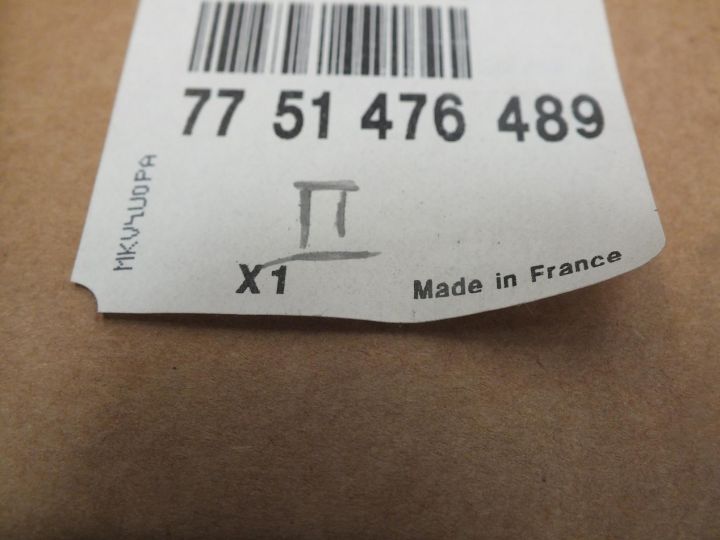 77 51 476 489
П
X1
Made in France
MKV4U0PA